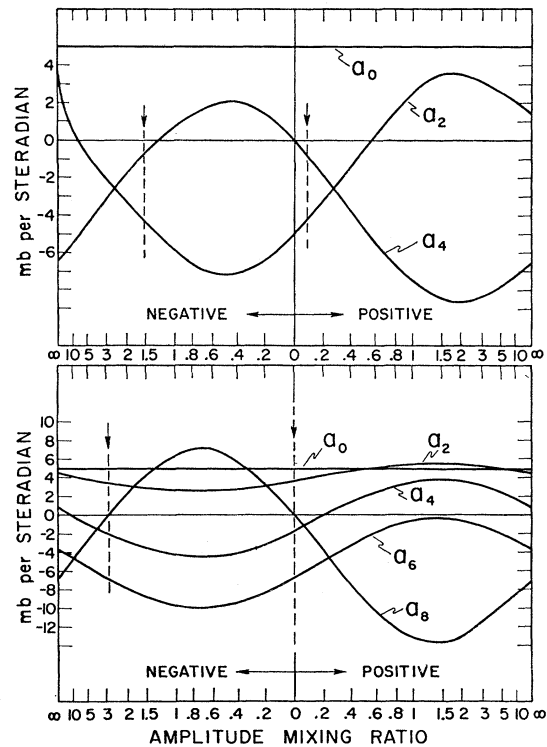 4
2
0
-2
-4
-6
mb per STERADIAN
a0
a2
a4
NEGATIVE POSITIVE
∞ 10 5 3 2 1.5 1 .8 .6 .4 .2 0 .2 .4 .6 .8 1 1.5 2 3 5 10 ∞
10
8
6
4
2
0
-2
-4
-6
-8
-10
-12
mb per STERADIAN
a0
a2
a4
a6
a8
NEGATIVE POSITIVE
∞ 10 5 3 2 1.5 1 .8 .6 .4 .2 0 .2 .4 .6 .8 1 1.5 2 3 5 10 ∞
AMPLITUDE MIXING RATIO